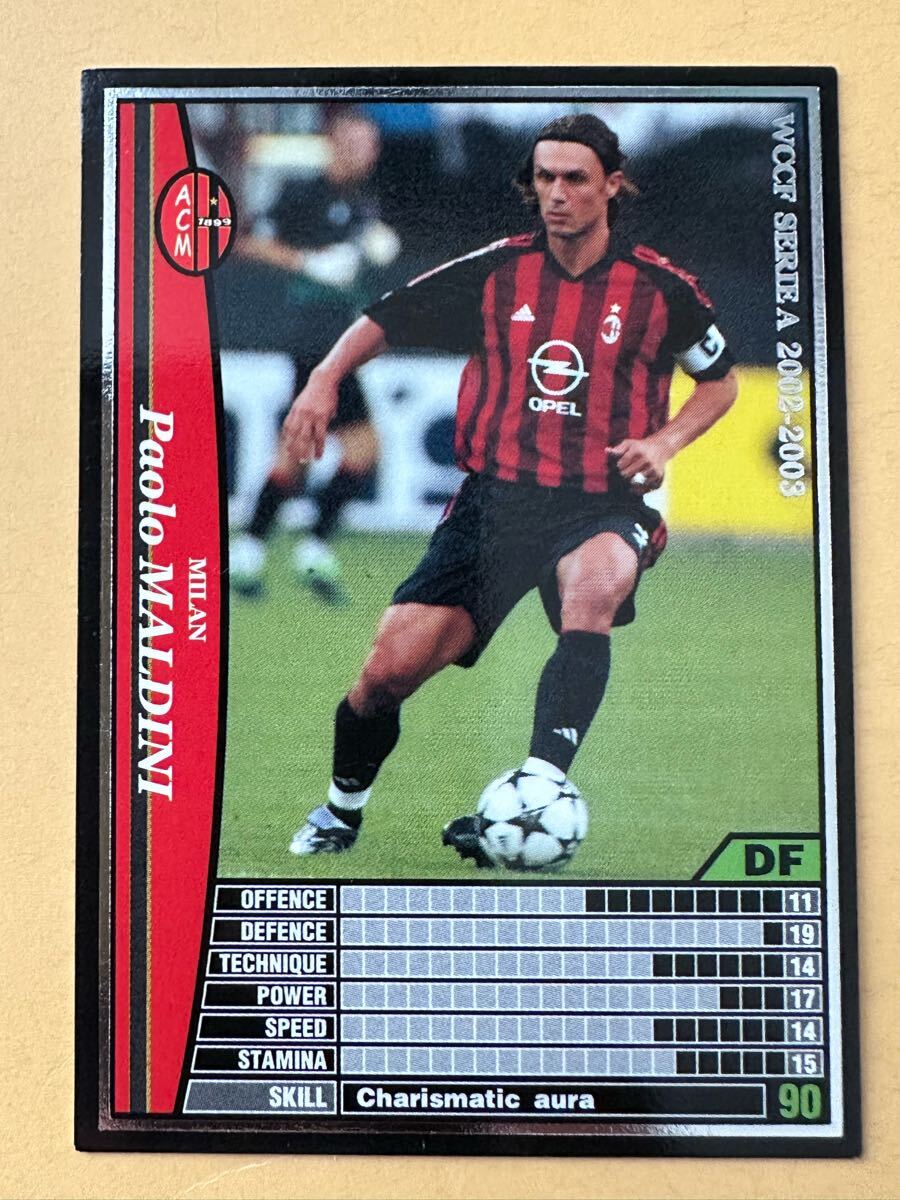 WCCF SERIE A 2002-2003
ACM
1899
C
OPEL
MILAN
Paolo MALDINI
DF
OFFENCE 11
DEFENCE 19
TECHNIQUE 14
POWER 17
SPEED 14
STAMINA 15
SKILL Charismatic aura 90